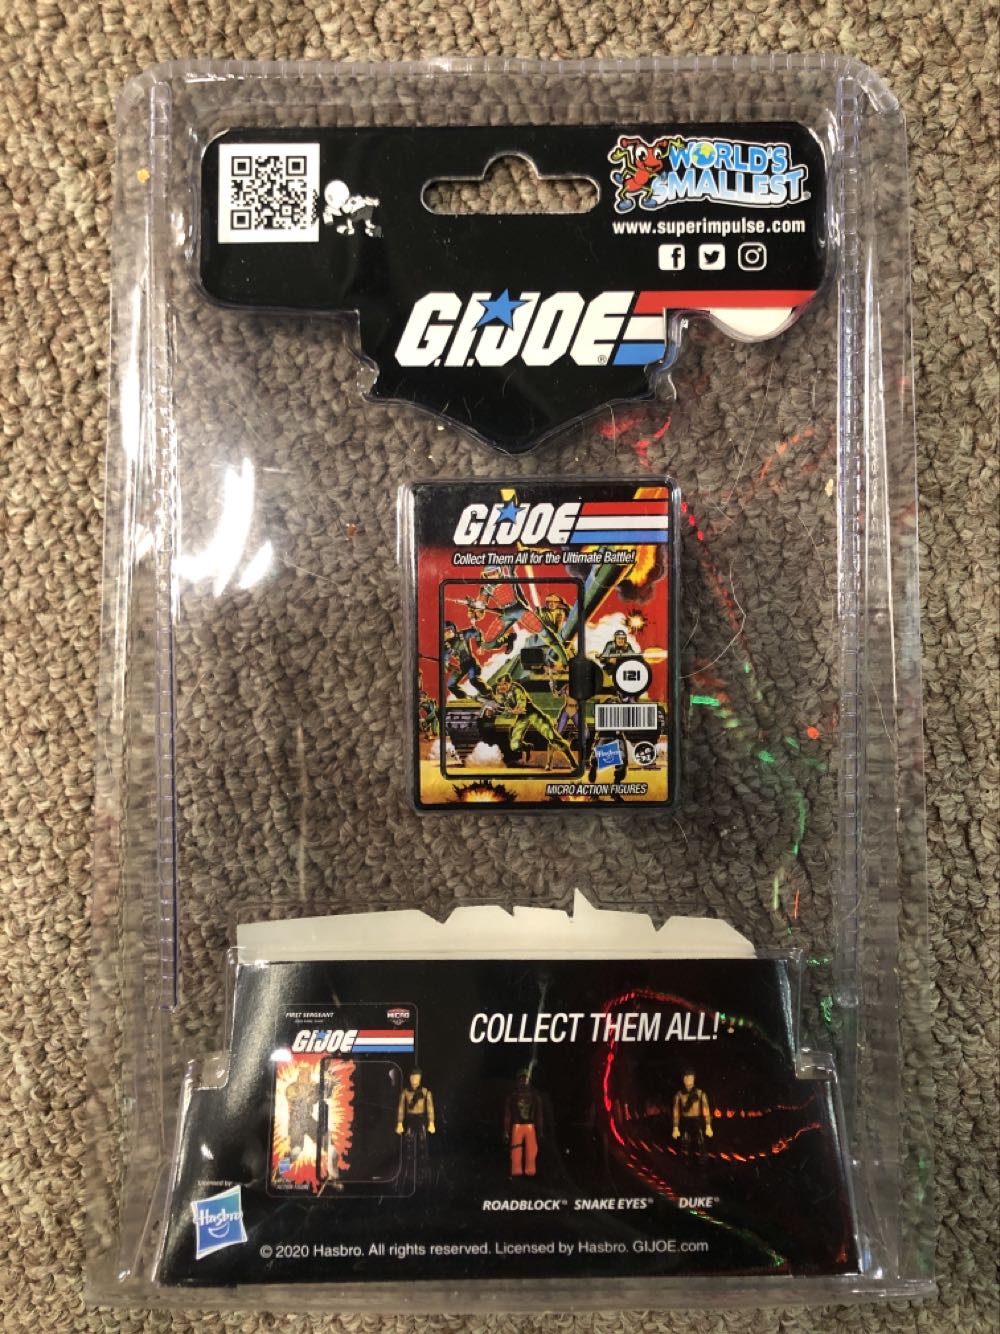 WORLD'S
SMALLEST
www.superimpulse.com
G.I.JOE
G.I.JOE
Collect Them All for the Ultimate Battle!
121
Hasbro
MICRO ACTION FIGURES
FIRST SERGEANT
MICRO
G.I.JOE
COLLECT THEM ALL!
ROADBLOCK® SNAKE EYES® DUKE®
Licensed by:
Hasbro
© 2020 Hasbro. All rights reserved. Licensed by Hasbro. GIJOE.com